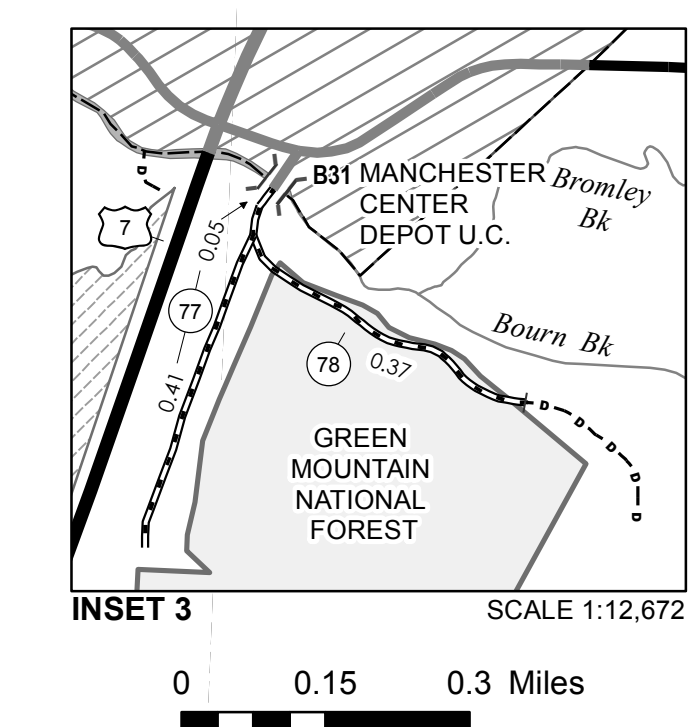 B31 MANCHESTER
CENTER
DEPOT U.C.
Bromley
Bk
7
0.05
77
Bourn Bk
78
0.37
0.41
GREEN
MOUNTAIN
NATIONAL
FOREST
D
D
D
D
D
D
D
D
INSET 3
SCALE 1:12,672
0 0.15 0.3 Miles